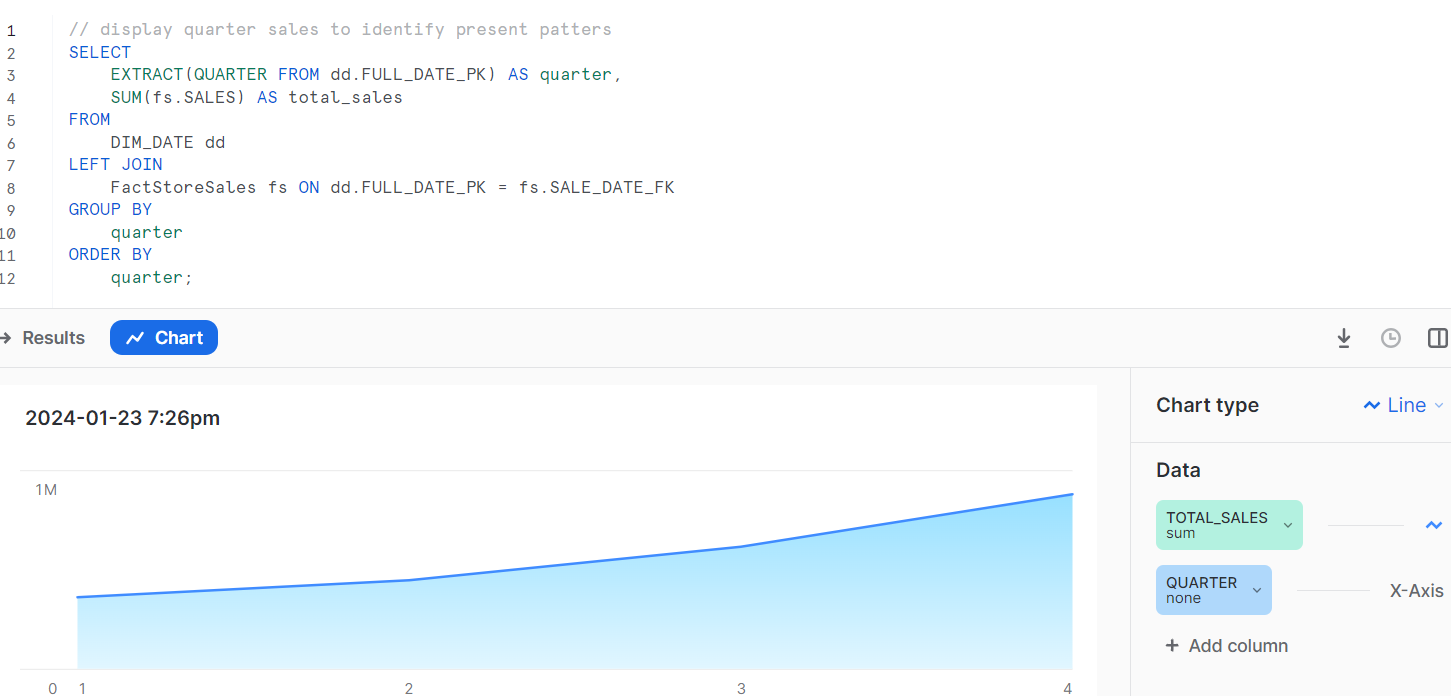 1 // display quarter sales to identify present patters
2 SELECT
3 EXTRACT(QUARTER FROM dd.FULL_DATE_PK) AS quarter,
4 SUM(fs.SALES) AS total_sales
5 FROM
6 DIM_DATE dd
7 LEFT JOIN
8 FactStoreSales fs ON dd.FULL_DATE_PK = fs.SALE_DATE_FK
9 GROUP BY
10 quarter
11 ORDER BY
12 quarter;
Results Chart
2024-01-23 7:26pm
1M
0 1 2 3 4
Chart type Line
Data
TOTAL_SALES
sum
QUARTER
none
X-Axis
+ Add column